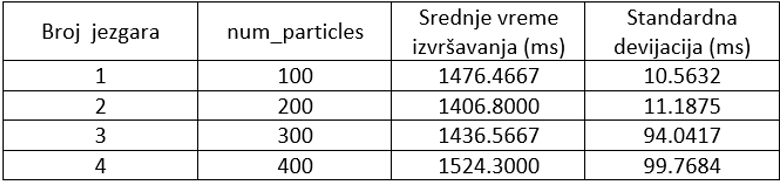 Broj jezgara num_particles Srednje vreme izvršavanja (ms) Standardna devijacija (ms)
1 100 1476.4667 10.5632
2 200 1406.8000 11.1875
3 300 1436.5667 94.0417
4 400 1524.3000 99.7684